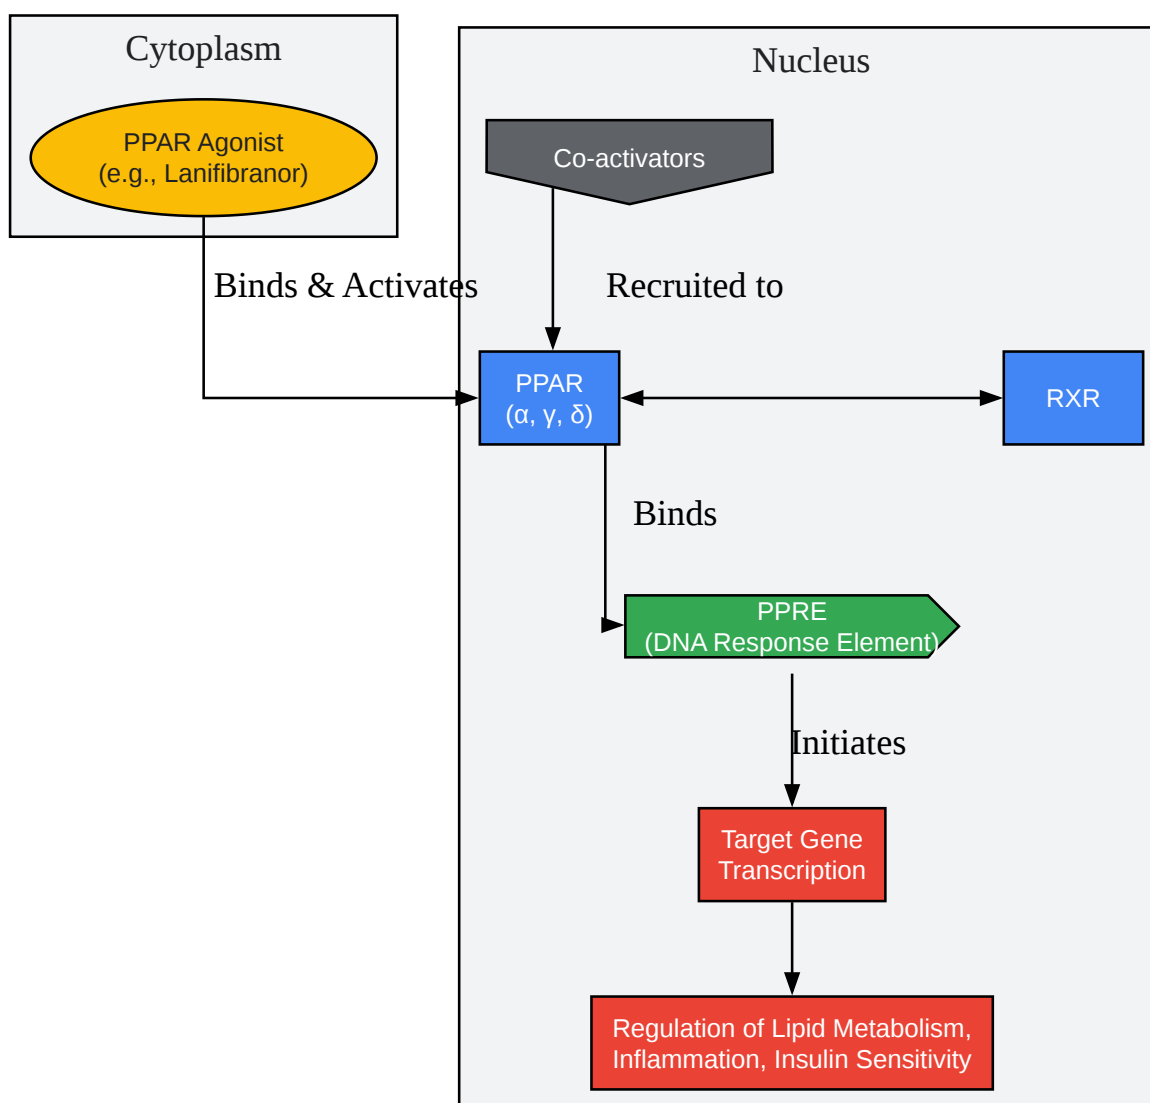 Cytoplasm
Nucleus
PPAR Agonist
(e.g., Lanifibranor)
Co-activators
Binds & Activates
Recruited to
PPAR
(α, γ, δ)
RXR
Binds
PPRE
(DNA Response Element)
Initiates
Target Gene
Transcription
Regulation of Lipid Metabolism,
Inflammation, Insulin Sensitivity